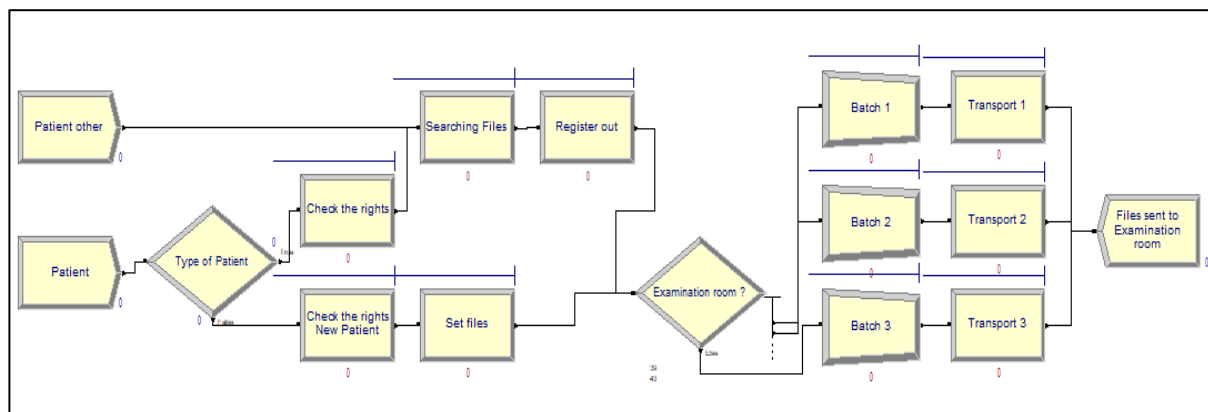 Patient other
0
Patient
0
Type of Patient
0
True
0
False
Check the rights
0
Check the rights
New Patient
0
Set files
0
Searching Files
0
Register out
0
Examination room ?
Else
Batch 1
0
Transport 1
0
Batch 2
0
Transport 2
0
Batch 3
0
Transport 3
0
Files sent to
Examination
room
0